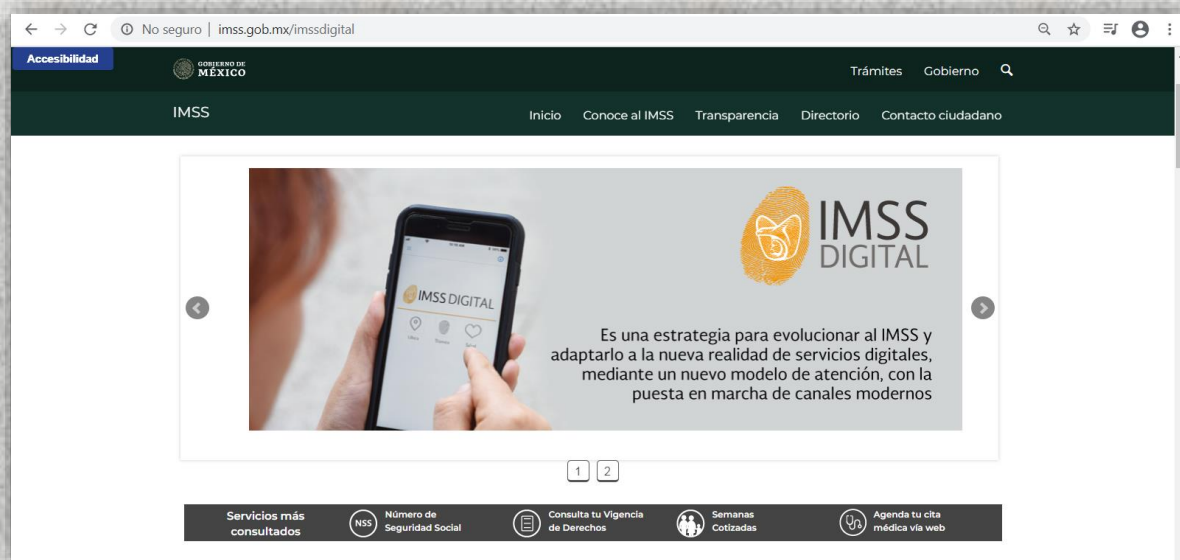 No seguro | imss.gob.mx/imssdigital
Accesibilidad
GOBIERNO DE
MÉXICO
Trámites Gobierno
IMSS
Inicio Conoce al IMSS Transparencia Directorio Contacto ciudadano
IMSS DIGITAL
IMSS
DIGITAL
Es una estrategia para evolucionar al IMSS y
adaptarlo a la nueva realidad de servicios digitales,
mediante un nuevo modelo de atención, con la
puesta en marcha de canales modernos
1 2
Servicios más
consultados
NSS
Número de
Seguridad Social
Consulta tu Vigencia
de Derechos
Semanas
Cotizadas
Agenda tu cita
médica vía web